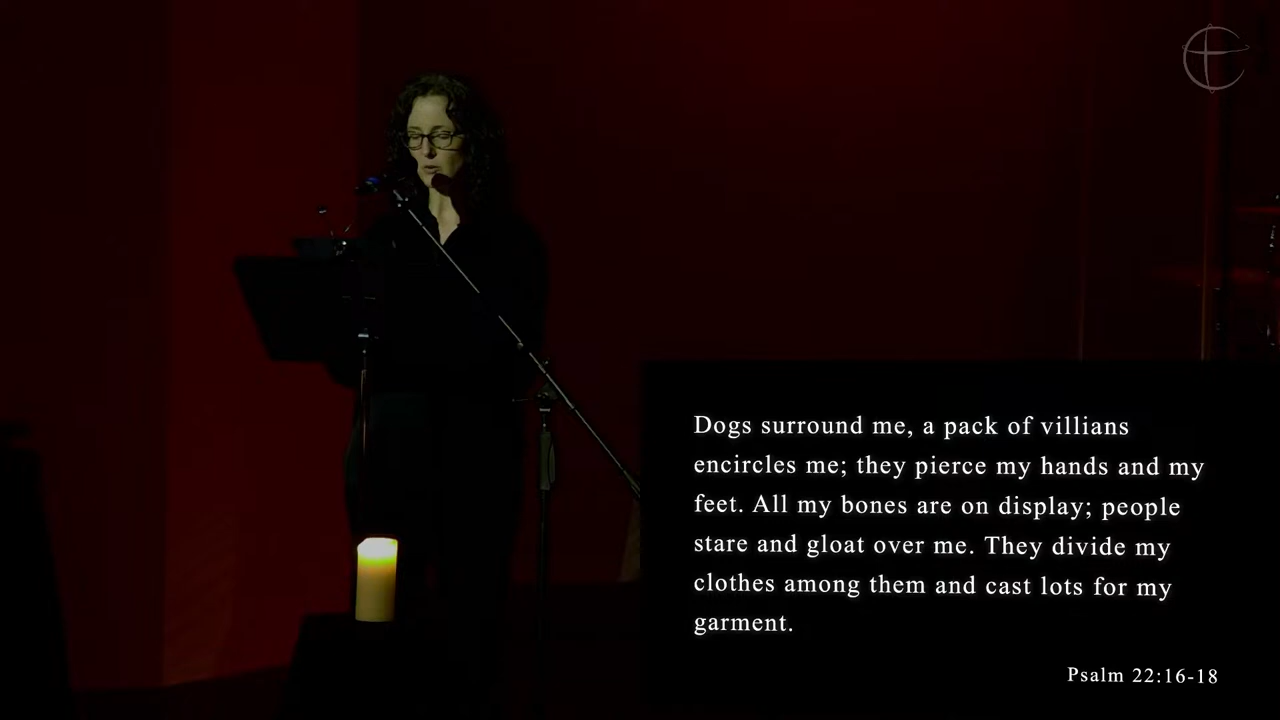 Dogs surround me, a pack of villians
encircles me; they pierce my hands and my
feet. All my bones are on display; people
stare and gloat over me. They divide my
clothes among them and cast lots for my
garment.
Psalm 22:16-18